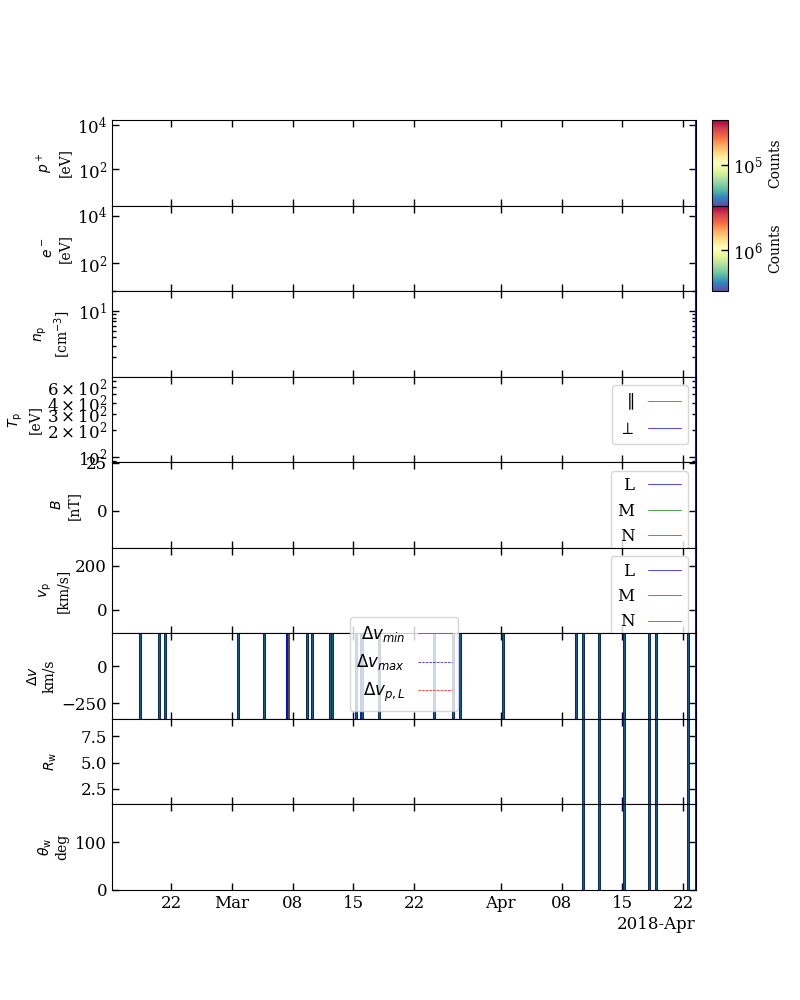 10^4
10^2
p^+
[eV]
10^5
Counts
10^4
10^2
e^-
[eV]
10^6
Counts
10^1
n_p
[cm^−3]
6 × 10^2
4 × 10^2
3 × 10^2
2 × 10^2
10^2
T_p
[eV]
∥
⊥
25
0
B
[nT]
L
M
N
200
0
v_p
[km/s]
L
M
N
0
−250
Δv
km/s
Δv_min
Δv_max
Δv_p,L
7.5
5.0
2.5
R_w
100
0
θ_w
deg
22 Mar 08 15 22 Apr 08 15 22
2018-Apr